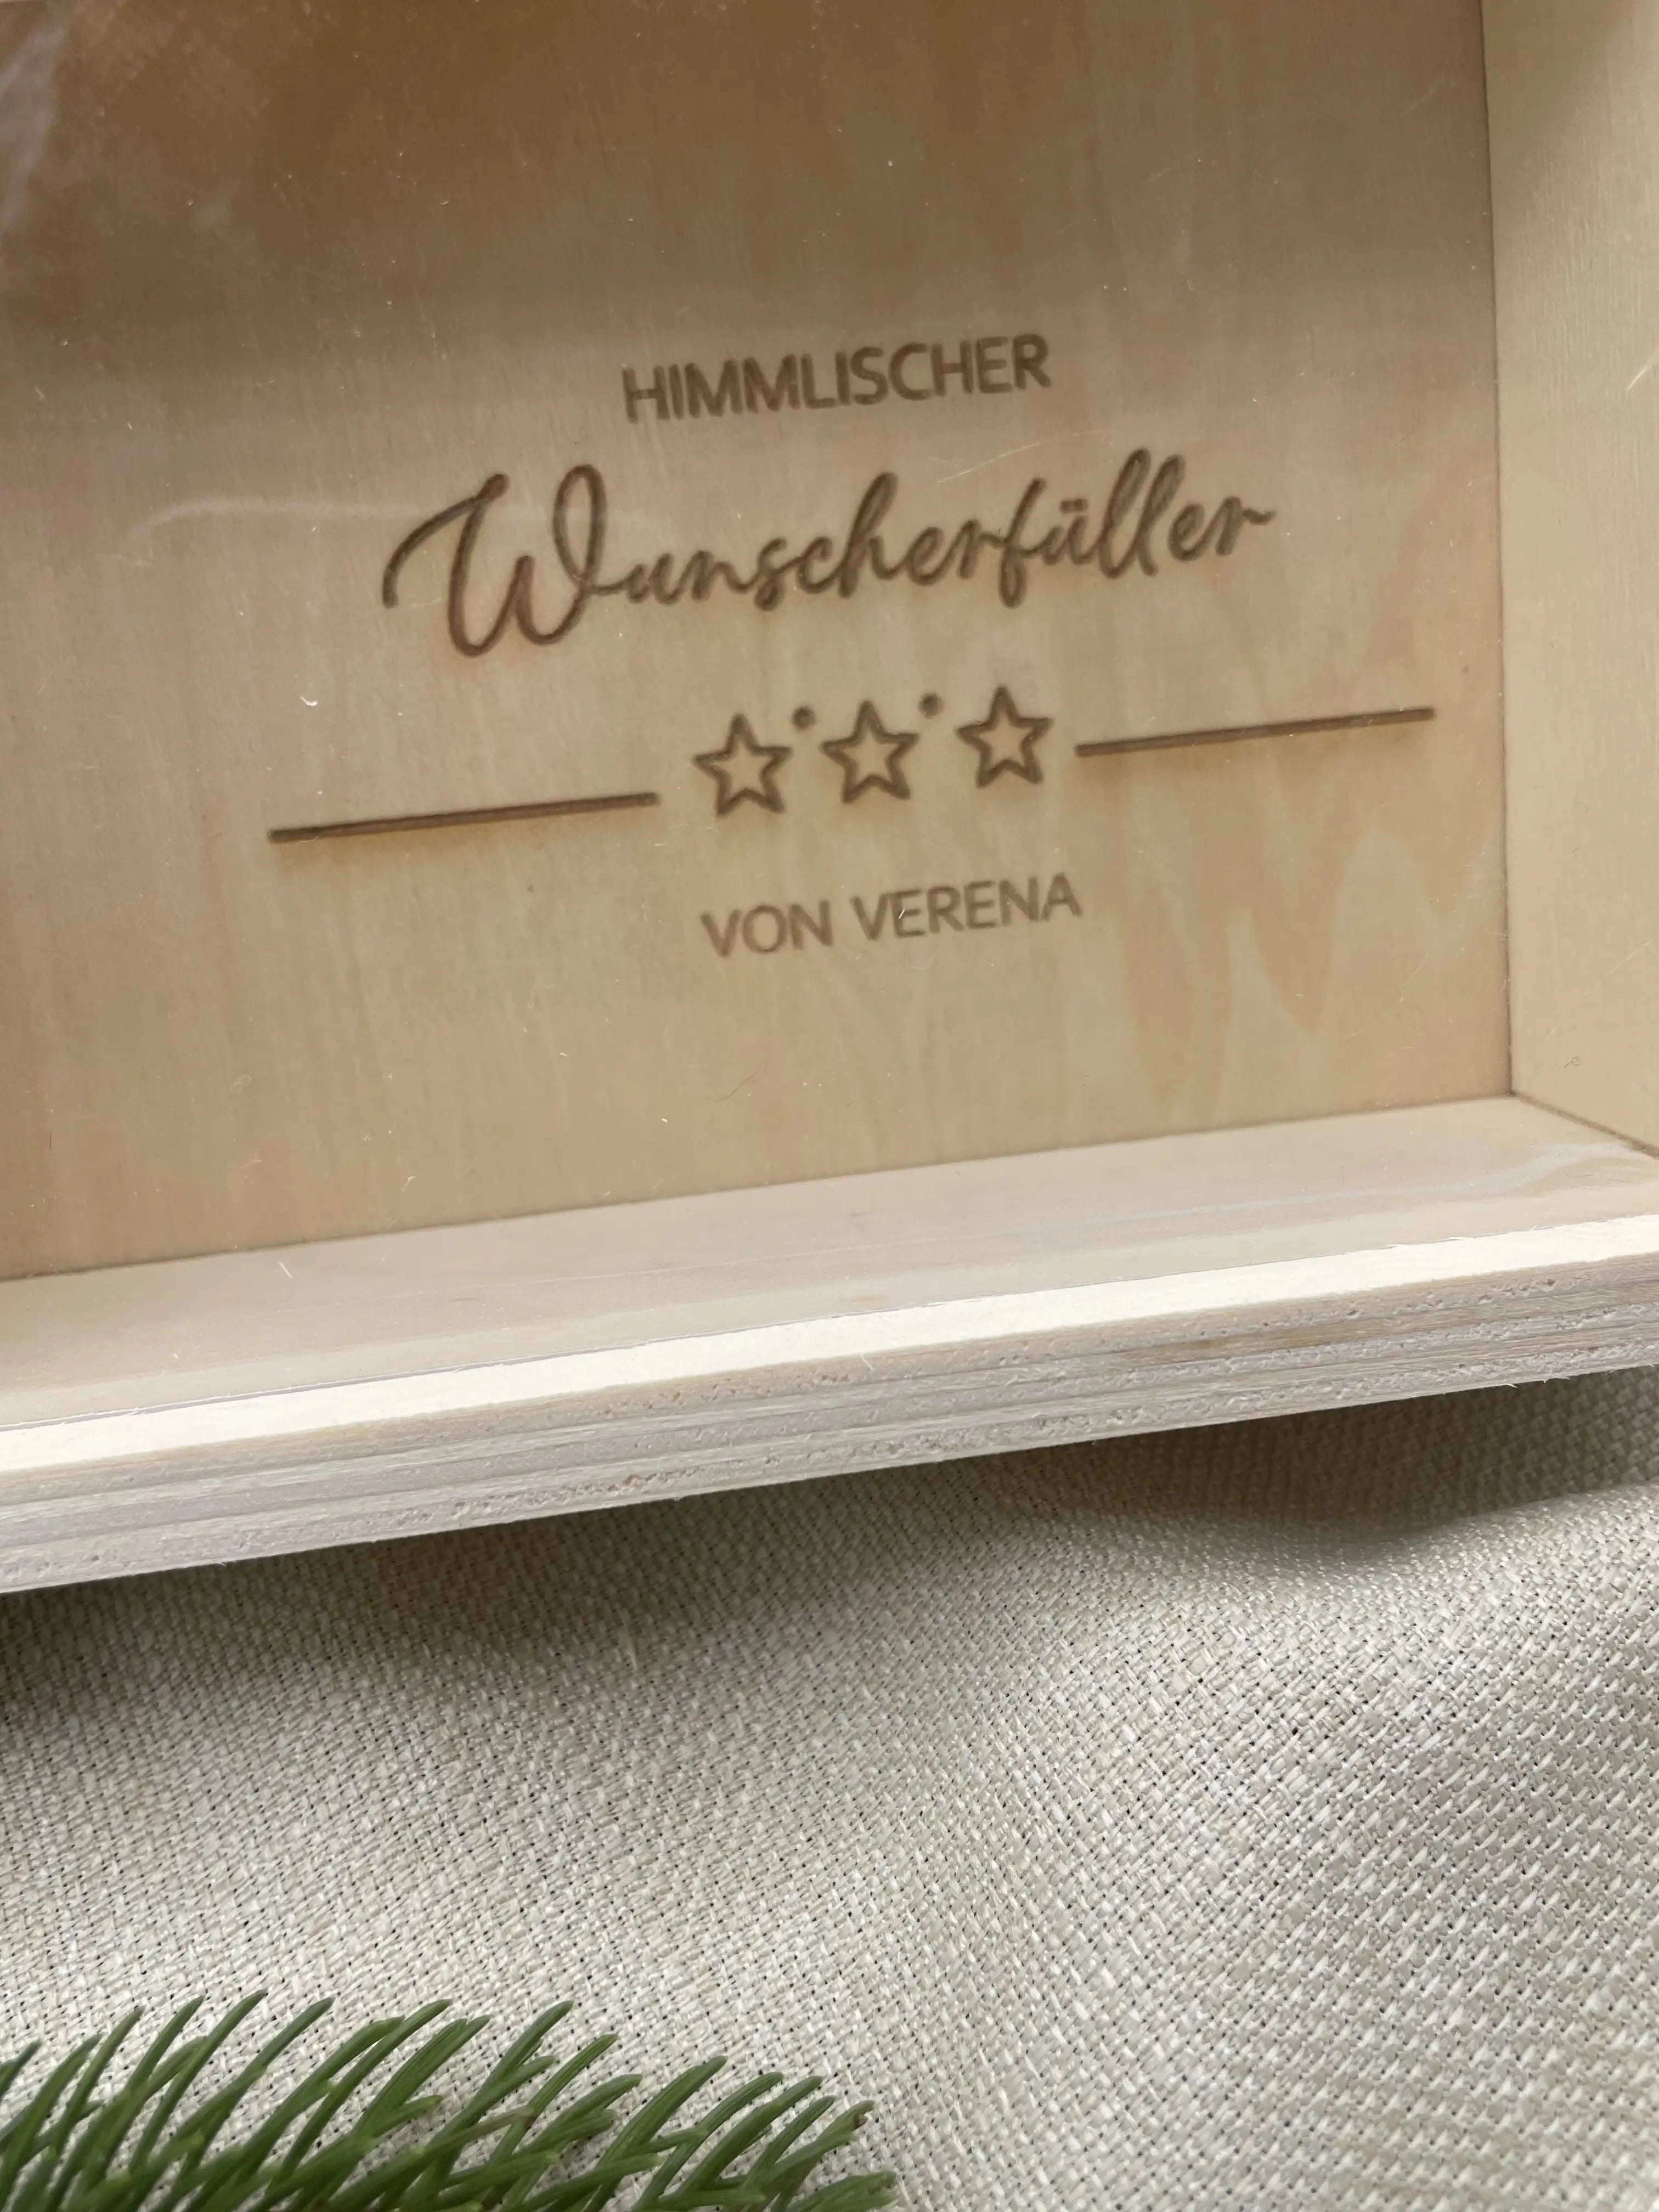 HIMMLISCHER
Wunscherfüller
VON VERENA